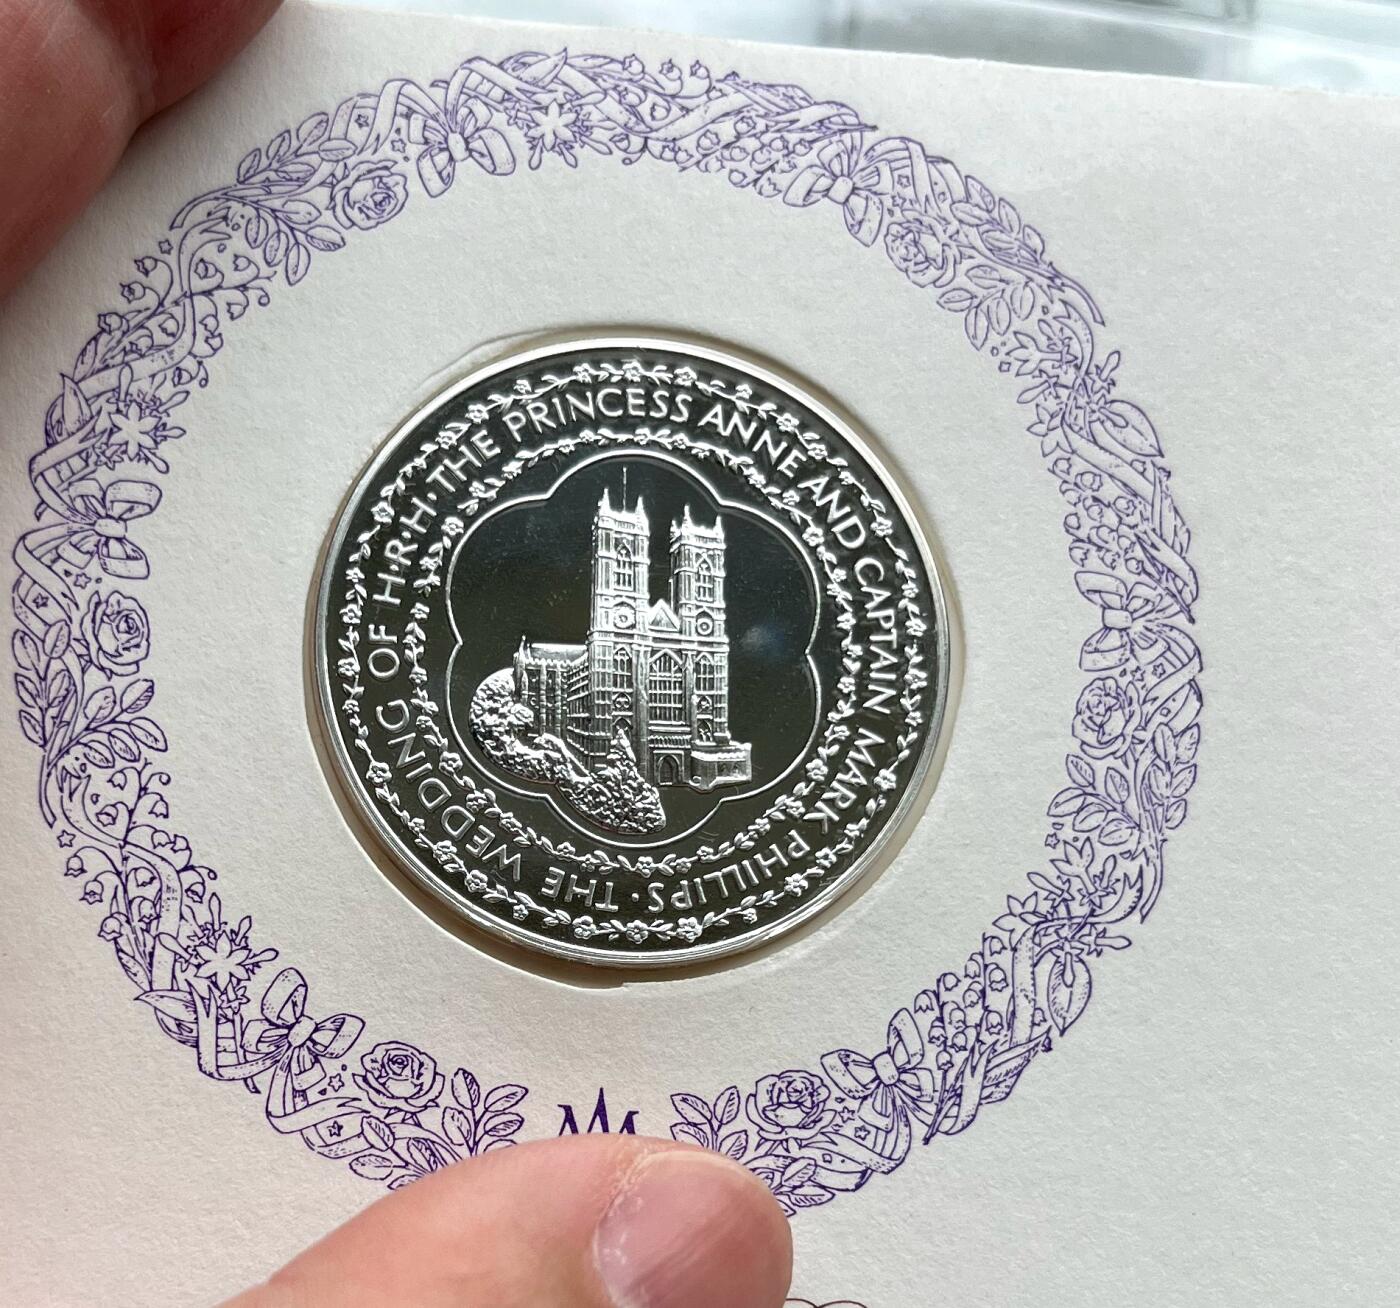 THE WEDDING OF H·R·H· THE PRINCESS ANNE AND CAPTAIN MARK PHILLIPS ·